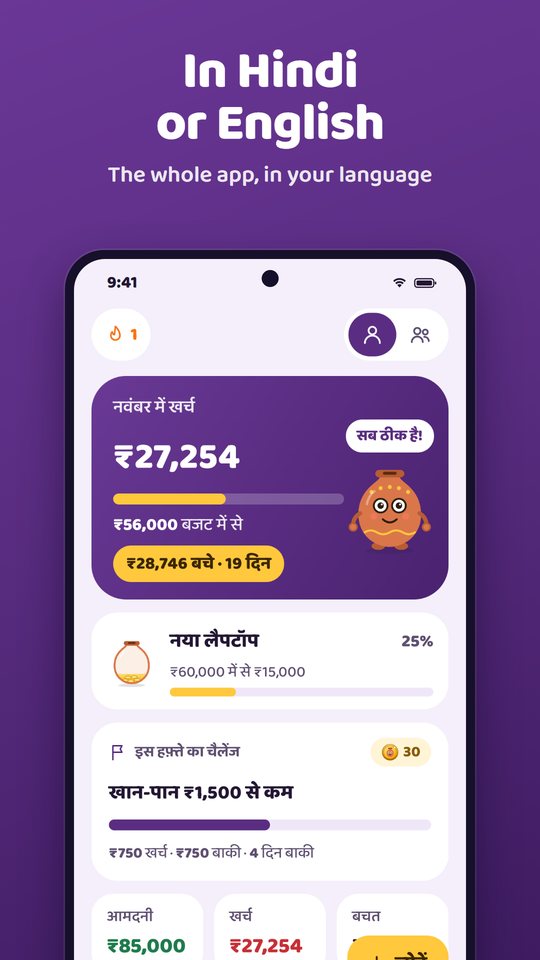 In Hindi
or English
The whole app, in your language
9:41
1
नवंबर में खर्च
₹27,254
सब ठीक है!
₹56,000 बजट में से
₹28,746 बचे · 19 दिन
नया लैपटॉप
25%
₹60,000 में से ₹15,000
इस हफ़्ते का चैलेंज
30
खान-पान ₹1,500 से कम
₹750 खर्च · ₹750 बाकी · 4 दिन बाकी
आमदनी
खर्च
बचत
₹85,000
₹27,254